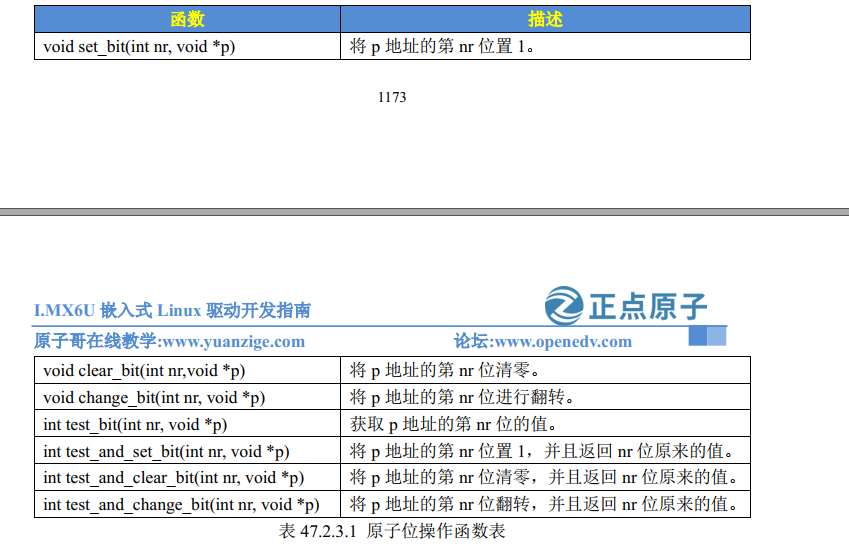 函数 描述
void set_bit(int nr, void *p) 将 p 地址的第 nr 位置 1。
1173
正点原子
I.MX6U 嵌入式 Linux 驱动开发指南
原子哥在线教学:www.yuanzige.com 论坛:www.openedv.com
void clear_bit(int nr,void *p) 将 p 地址的第 nr 位清零。
void change_bit(int nr, void *p) 将 p 地址的第 nr 位进行翻转。
int test_bit(int nr, void *p) 获取 p 地址的第 nr 位的值。
int test_and_set_bit(int nr, void *p) 将 p 地址的第 nr 位置 1，并且返回 nr 位原来的值。
int test_and_clear_bit(int nr, void *p) 将 p 地址的第 nr 位清零，并且返回 nr 位原来的值。
int test_and_change_bit(int nr, void *p) 将 p 地址的第 nr 位翻转，并且返回 nr 位原来的值。
表 47.2.3.1 原子位操作函数表